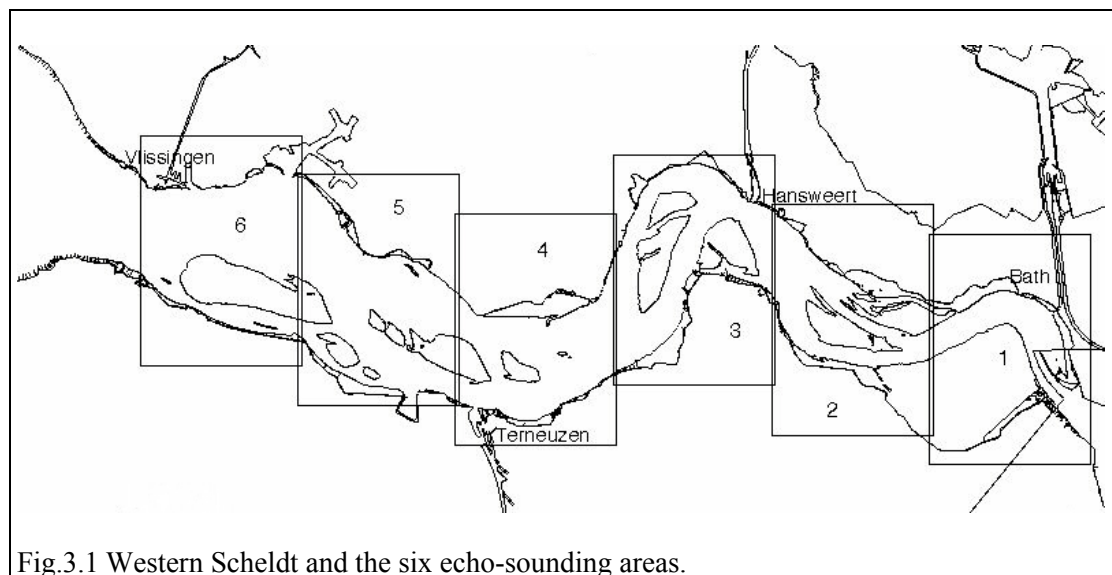 Vlissingen
6
5
4
Hansweert
3
2
Bath
1
Terneuzen
Fig.3.1 Western Scheldt and the six echo-sounding areas.